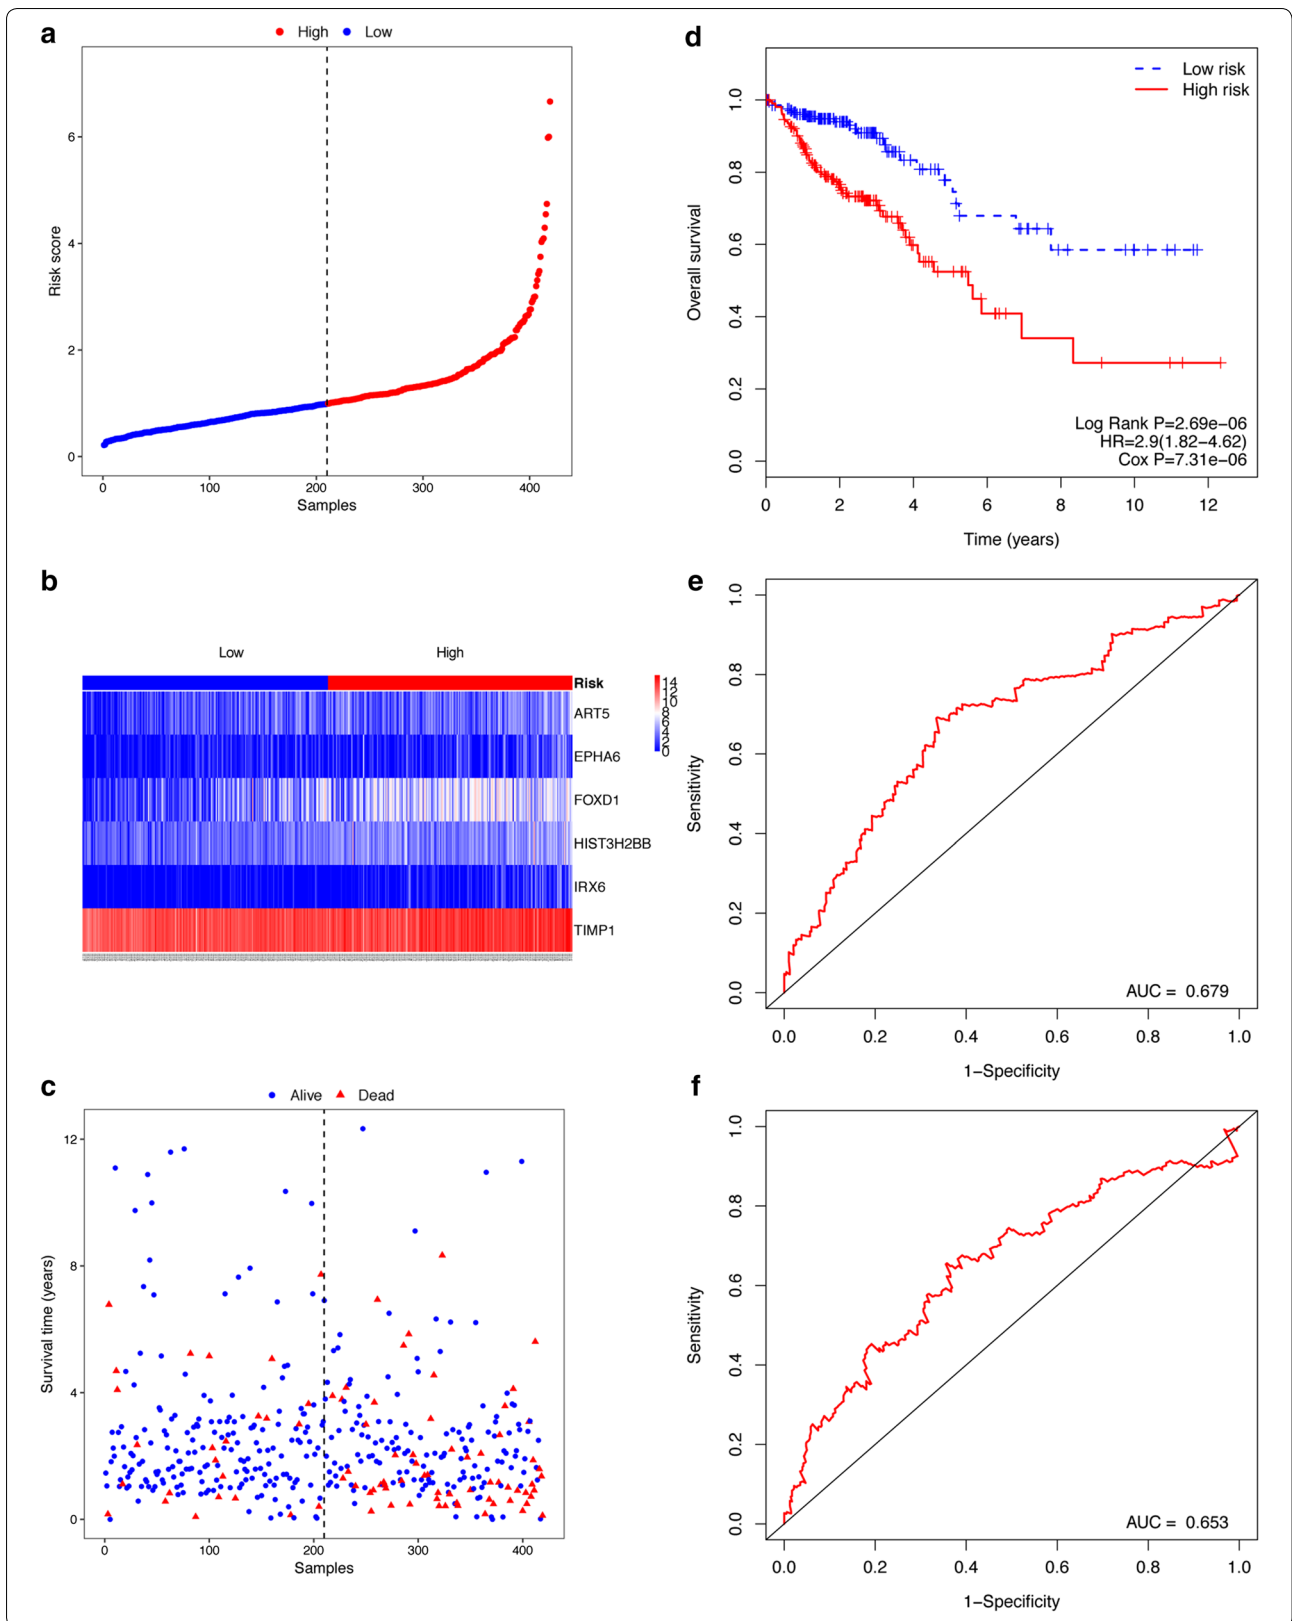 a
High Low
6
4
2
0
Risk score
0 100 200 300 400
Samples
b
Low High
Risk
ART5
EPHA6
FOXD1
HIST3H2BB
IRX6
TIMP1
14
12
10
8
6
4
2
0
c
Alive Dead
12
8
4
0
Survival time (years)
0 100 200 300 400
Samples
d
Low risk
High risk
1.0
0.8
0.6
0.4
0.2
0.0
Overall survival
Log Rank P=2.69e−06
HR=2.9(1.82−4.62)
Cox P=7.31e−06
0 2 4 6 8 10 12
Time (years)
e
1.0
0.8
0.6
0.4
0.2
0.0
Sensitivity
AUC = 0.679
0.0 0.2 0.4 0.6 0.8 1.0
1−Specificity
f
1.0
0.8
0.6
0.4
0.2
0.0
Sensitivity
AUC = 0.653
0.0 0.2 0.4 0.6 0.8 1.0
1−Specificity